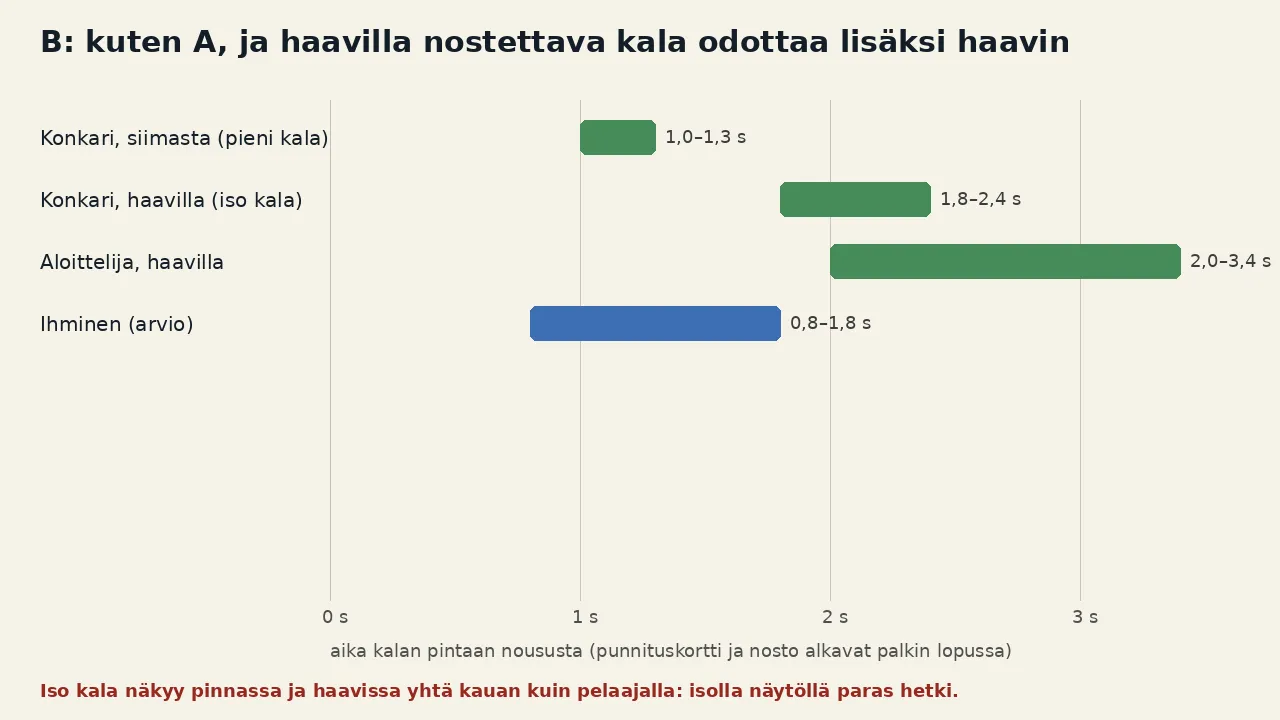 B: kuten A, ja haavilla nostettava kala odottaa lisäksi haavin
Konkari, siimasta (pieni kala)
1,0–1,3 s
Konkari, haavilla (iso kala)
1,8–2,4 s
Aloittelija, haavilla
2,0–3,4 s
Ihminen (arvio)
0,8–1,8 s
0 s
1 s
2 s
3 s
aika kalan pintaan noususta (punnituskortti ja nosto alkavat palkin lopussa)
Iso kala näkyy pinnassa ja haavissa yhtä kauan kuin pelaajalla: isolla näytöllä paras hetki.